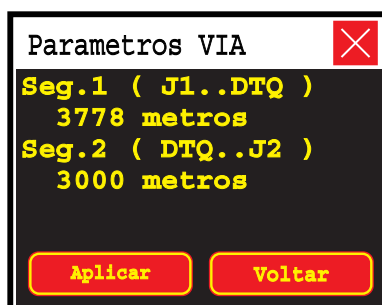 Parametros VIA
Seg.1 ( J1..DTQ )
3778 metros
Seg.2 ( DTQ..J2 )
3000 metros
Aplicar Voltar